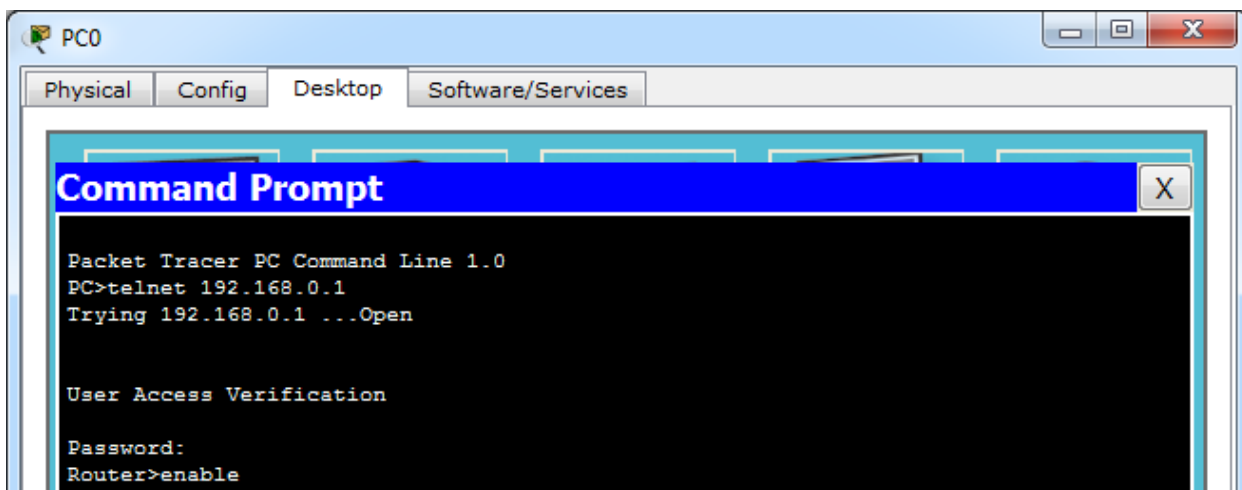 PC0
Physical Config Desktop Software/Services
Command Prompt X
Packet Tracer PC Command Line 1.0
PC>telnet 192.168.0.1
Trying 192.168.0.1 ...Open
User Access Verification
Password:
Router>enable